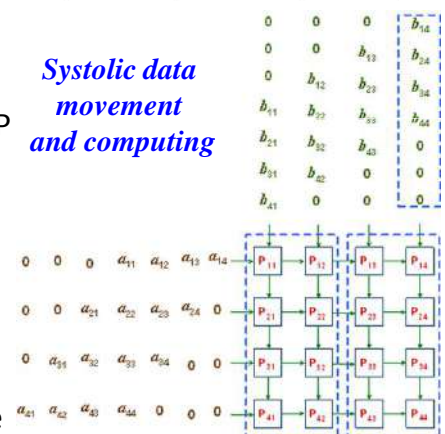 Systolic data
movement
P
and computing
0 0 0 b14
0 0 b13 b24
0 b12 b23 b34
b11 b22 b33 b44
b21 b32 b43 0
b31 b42 0 0
b41 0 0 0
0 0 0 a11 a12 a13 a14 P11 P12 P13 P14
0 0 a21 a22 a23 a24 0 P21 P22 P23 P24
0 a31 a32 a33 a34 0 0 P31 P32 P33 P34
e a41 a42 a43 a44 0 0 0 P41 P42 P43 P44